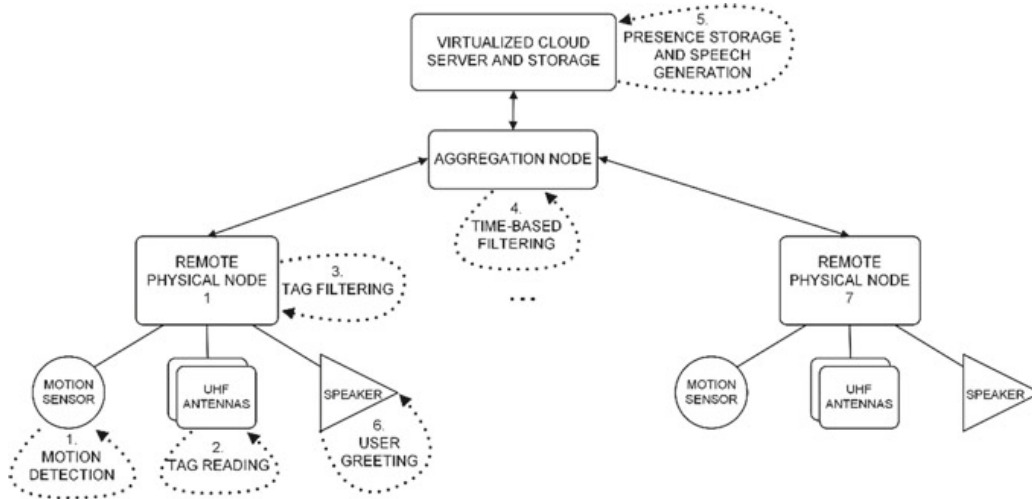 VIRTUALIZED CLOUD
SERVER AND STORAGE
5.
PRESENCE STORAGE
AND SPEECH
GENERATION
AGGREGATION NODE
4.
TIME-BASED
FILTERING
REMOTE
PHYSICAL NODE
1
3.
TAG FILTERING
...
REMOTE
PHYSICAL NODE
7
MOTION
SENSOR
UHF
ANTENNAS
SPEAKER
MOTION
SENSOR
UHF
ANTENNAS
SPEAKER
1.
MOTION
DETECTION
2.
TAG READING
6.
USER
GREETING